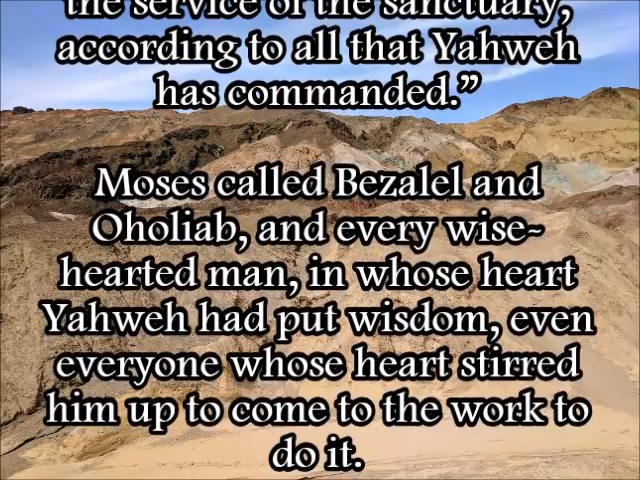 the service of the sanctuary,
according to all that Yahweh
has commanded.”
Moses called Bezalel and
Oholiab, and every wise-
hearted man, in whose heart
Yahweh had put wisdom, even
everyone whose heart stirred
him up to come to the work to
do it.